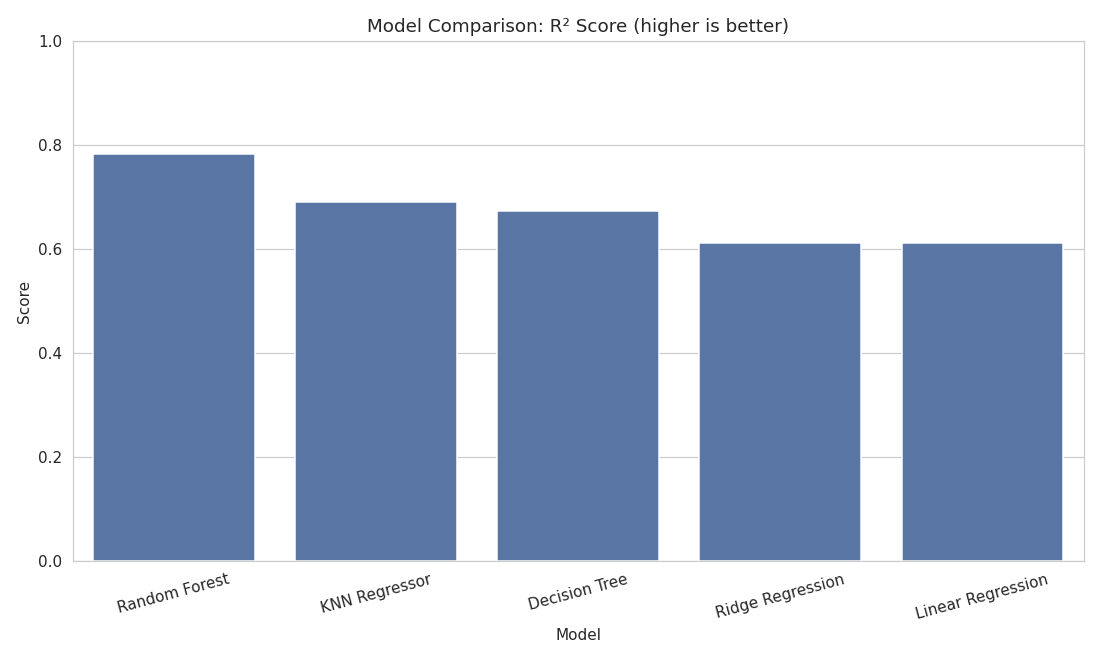 Model Comparison: R² Score (higher is better)
1.0
0.8
0.6
0.4
0.2
0.0
Score
Random Forest
KNN Regressor
Decision Tree
Ridge Regression
Linear Regression
Model